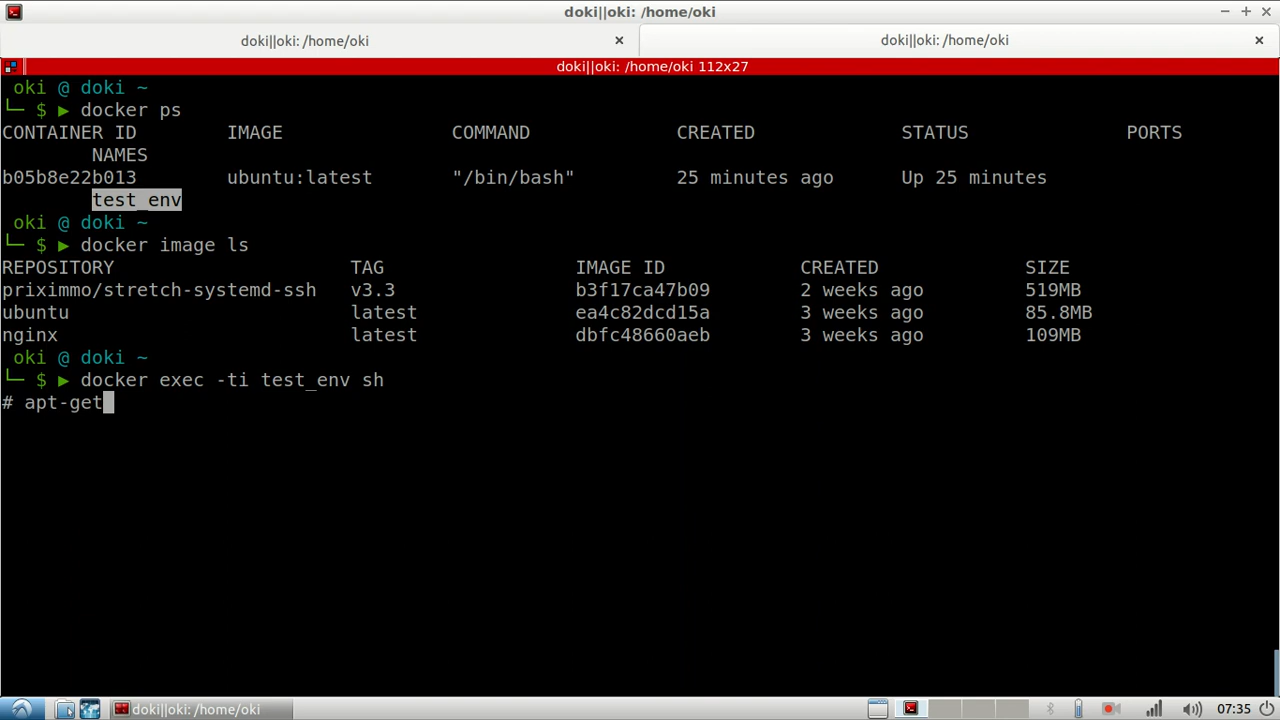 doki||oki: /home/oki
doki||oki: /home/oki
doki||oki: /home/oki
doki||oki: /home/oki 112x27
oki @ doki ~
└─ $ ▶ docker ps
CONTAINER ID IMAGE COMMAND CREATED STATUS PORTS
NAMES
b05b8e22b013 ubuntu:latest "/bin/bash" 25 minutes ago Up 25 minutes
test_env
oki @ doki ~
└─ $ ▶ docker image ls
REPOSITORY TAG IMAGE ID CREATED SIZE
priximmo/stretch-systemd-ssh v3.3 b3f17ca47b09 2 weeks ago 519MB
ubuntu latest ea4c82dcd15a 3 weeks ago 85.8MB
nginx latest dbfc48660aeb 3 weeks ago 109MB
oki @ doki ~
└─ $ ▶ docker exec -ti test_env sh
# apt-get
doki||oki: /home/oki
07:35